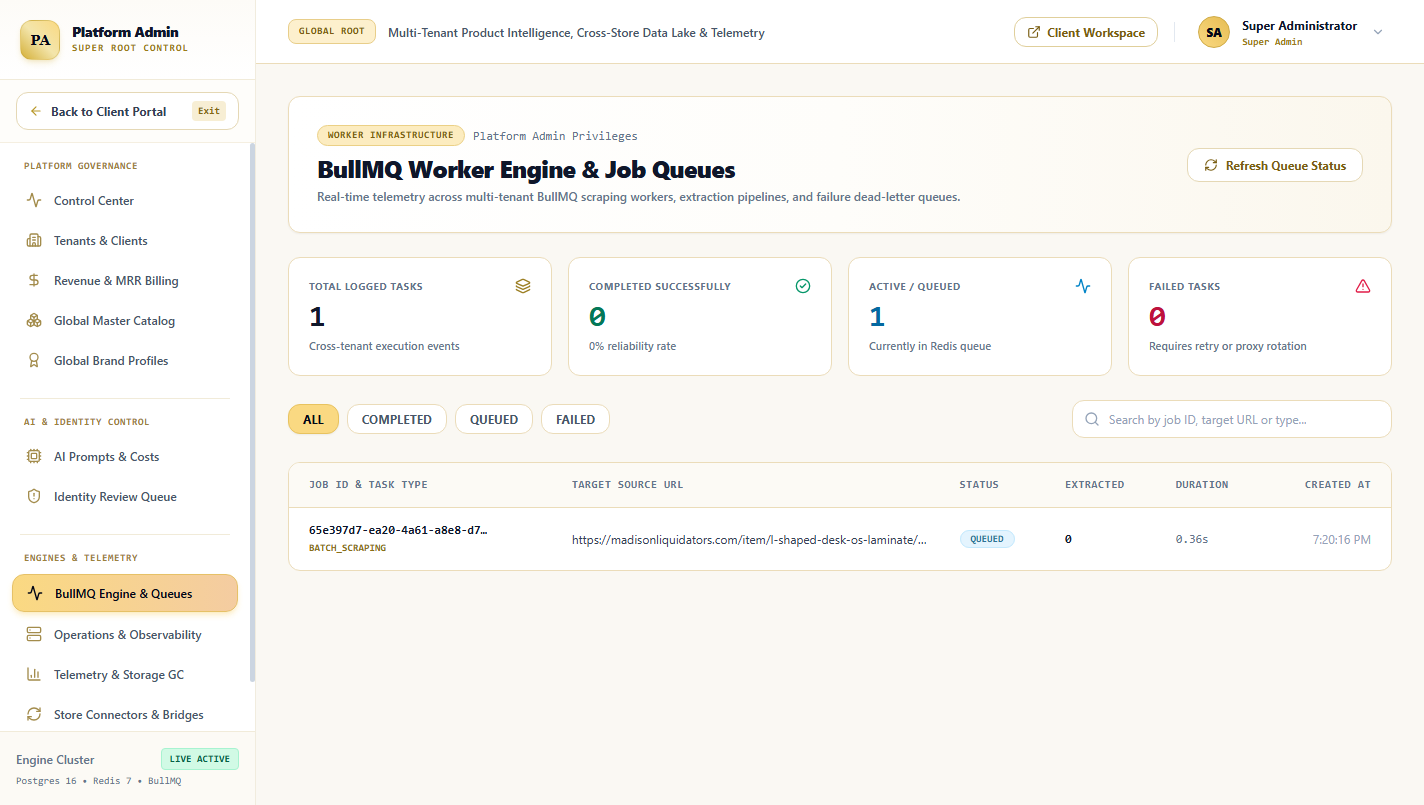 PA
Platform Admin
SUPER ROOT CONTROL
Back to Client Portal
Exit
PLATFORM GOVERNANCE
Control Center
Tenants & Clients
Revenue & MRR Billing
Global Master Catalog
Global Brand Profiles
AI & IDENTITY CONTROL
AI Prompts & Costs
Identity Review Queue
ENGINES & TELEMETRY
BullMQ Engine & Queues
Operations & Observability
Telemetry & Storage GC
Store Connectors & Bridges
Engine Cluster
LIVE ACTIVE
Postgres 16 • Redis 7 • BullMQ
GLOBAL ROOT
Multi-Tenant Product Intelligence, Cross-Store Data Lake & Telemetry
Client Workspace
SA
Super Administrator
Super Admin
WORKER INFRASTRUCTURE
Platform Admin Privileges
BullMQ Worker Engine & Job Queues
Real-time telemetry across multi-tenant BullMQ scraping workers, extraction pipelines, and failure dead-letter queues.
Refresh Queue Status
TOTAL LOGGED TASKS
1
Cross-tenant execution events
COMPLETED SUCCESSFULLY
0
0% reliability rate
ACTIVE / QUEUED
1
Currently in Redis queue
FAILED TASKS
0
Requires retry or proxy rotation
ALL
COMPLETED
QUEUED
FAILED
Search by job ID, target URL or type...
JOB ID & TASK TYPE
TARGET SOURCE URL
STATUS
EXTRACTED
DURATION
CREATED AT
65e397d7-ea20-4a61-a8e8-d7…
BATCH_SCRAPING
https://madisonliquidators.com/item/l-shaped-desk-os-laminate/...
QUEUED
0
0.36s
7:20:16 PM